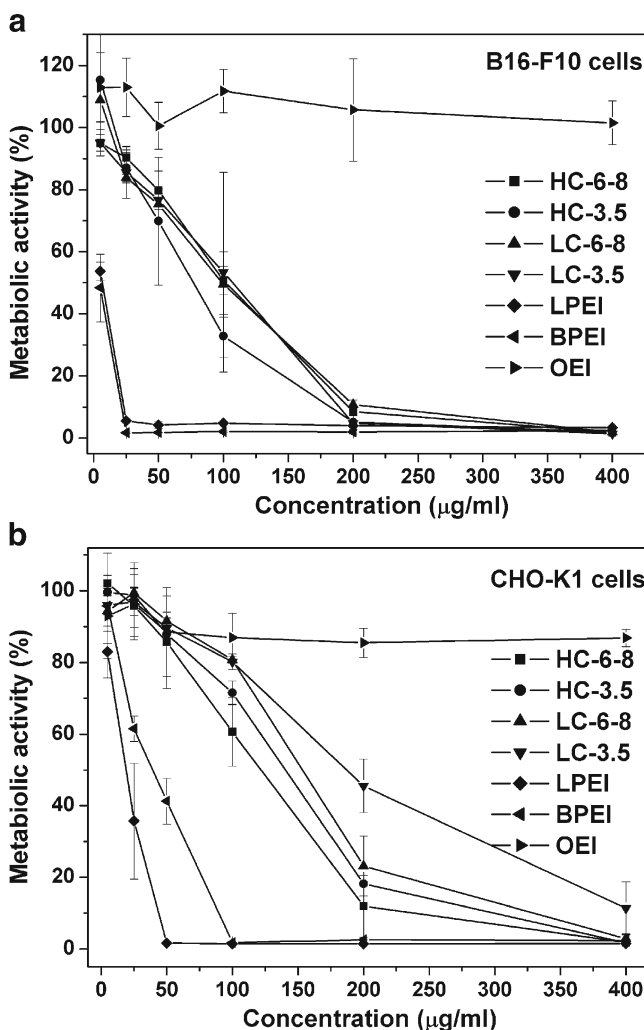 a
B16-F10 cells
120
100
80
60
40
20
0
Metabiolic activity (%)
HC-6-8
HC-3.5
LC-6-8
LC-3.5
LPEI
BPEI
OEI
0 50 100 150 200 250 300 350 400
Concentration (μg/ml)
b
CHO-K1 cells
100
80
60
40
20
0
Metabiolic activity (%)
HC-6-8
HC-3.5
LC-6-8
LC-3.5
LPEI
BPEI
OEI
0 50 100 150 200 250 300 350 400
Concentration (μg/ml)